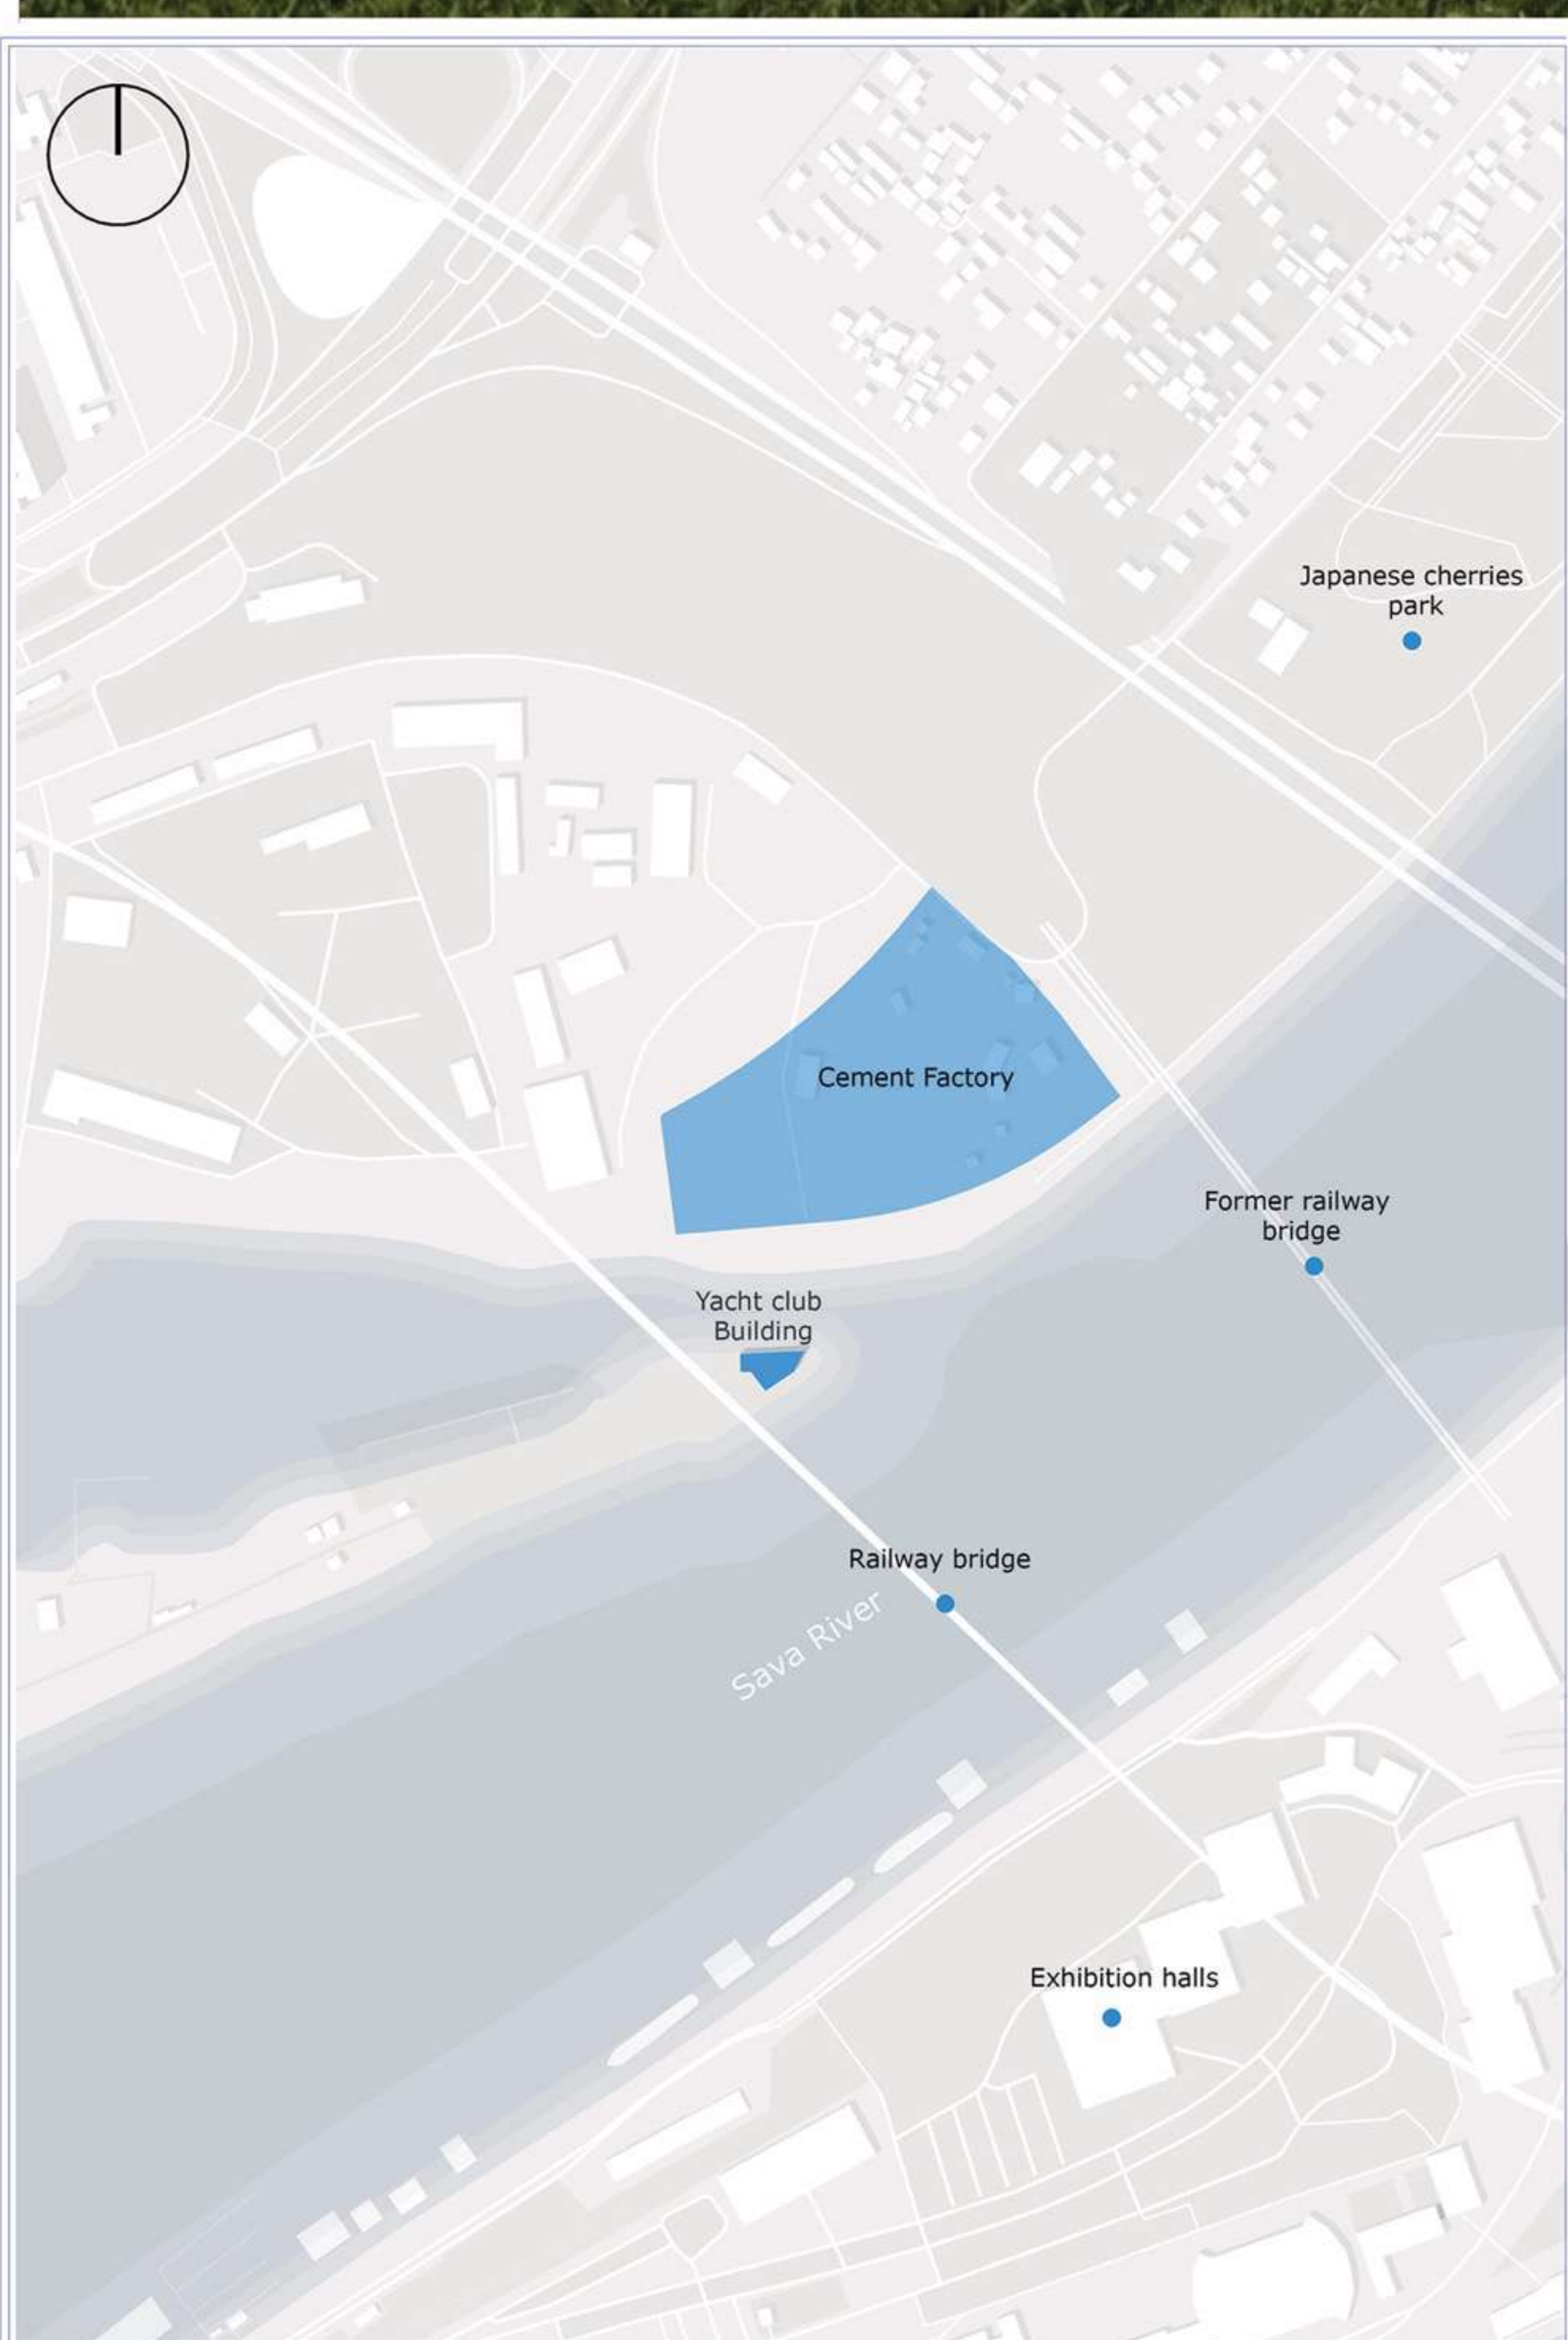 Japanese cherries
park
Cement Factory
Former railway
bridge
Yacht club
Building
Railway bridge
Sava River
Exhibition halls